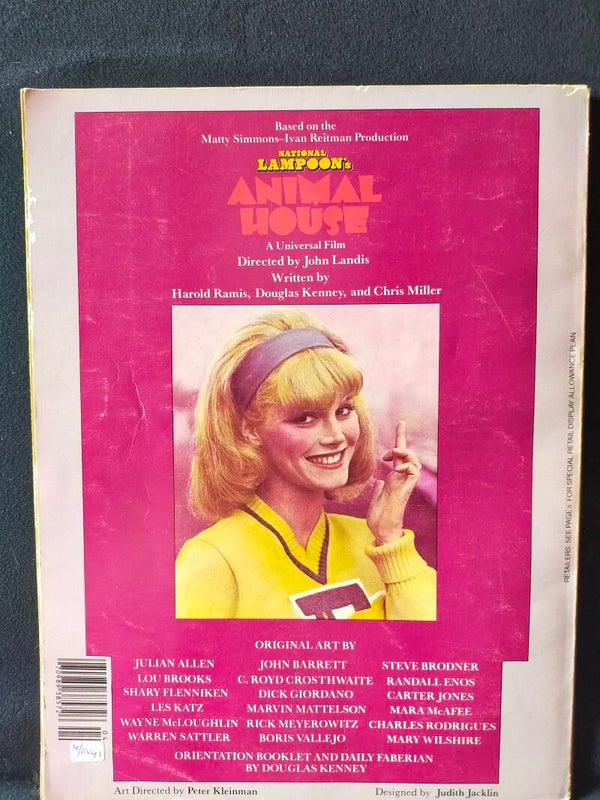 Based on the
Matty Simmons–Ivan Reitman Production
NATIONAL
LAMPOON'S
ANIMAL
HOUSE
A Universal Film
Directed by John Landis
Written by
Harold Ramis, Douglas Kenney, and Chris Miller
F
RETAILERS: SEE PAGE ii FOR SPECIAL RETAIL DISPLAY ALLOWANCE PLAN
ORIGINAL ART BY
JULIAN ALLEN JOHN BARRETT STEVE BRODNER
LOU BROOKS C. ROYD CROSTHWAITE RANDALL ENOS
SHARY FLENNIKEN DICK GIORDANO CARTER JONES
LES KATZ MARVIN MATTELSON MARA McAFEE
WAYNE McLOUGHLIN RICK MEYEROWITZ CHARLES RODRIGUES
WARREN SATTLER BORIS VALLEJO MARY WILSHIRE
ORIENTATION BOOKLET AND DAILY FABERIAN
BY DOUGLAS KENNEY
Art Directed by Peter Kleinman Designed by Judith Jacklin
04